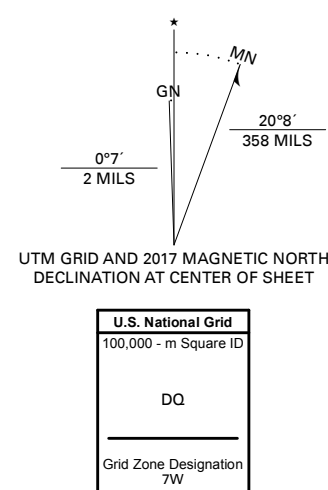 ★
MN
GN
20°8´
358 MILS
0°7´
2 MILS
UTM GRID AND 2017 MAGNETIC NORTH
DECLINATION AT CENTER OF SHEET
U.S. National Grid
100,000 - m Square ID
DQ
Grid Zone Designation
7W